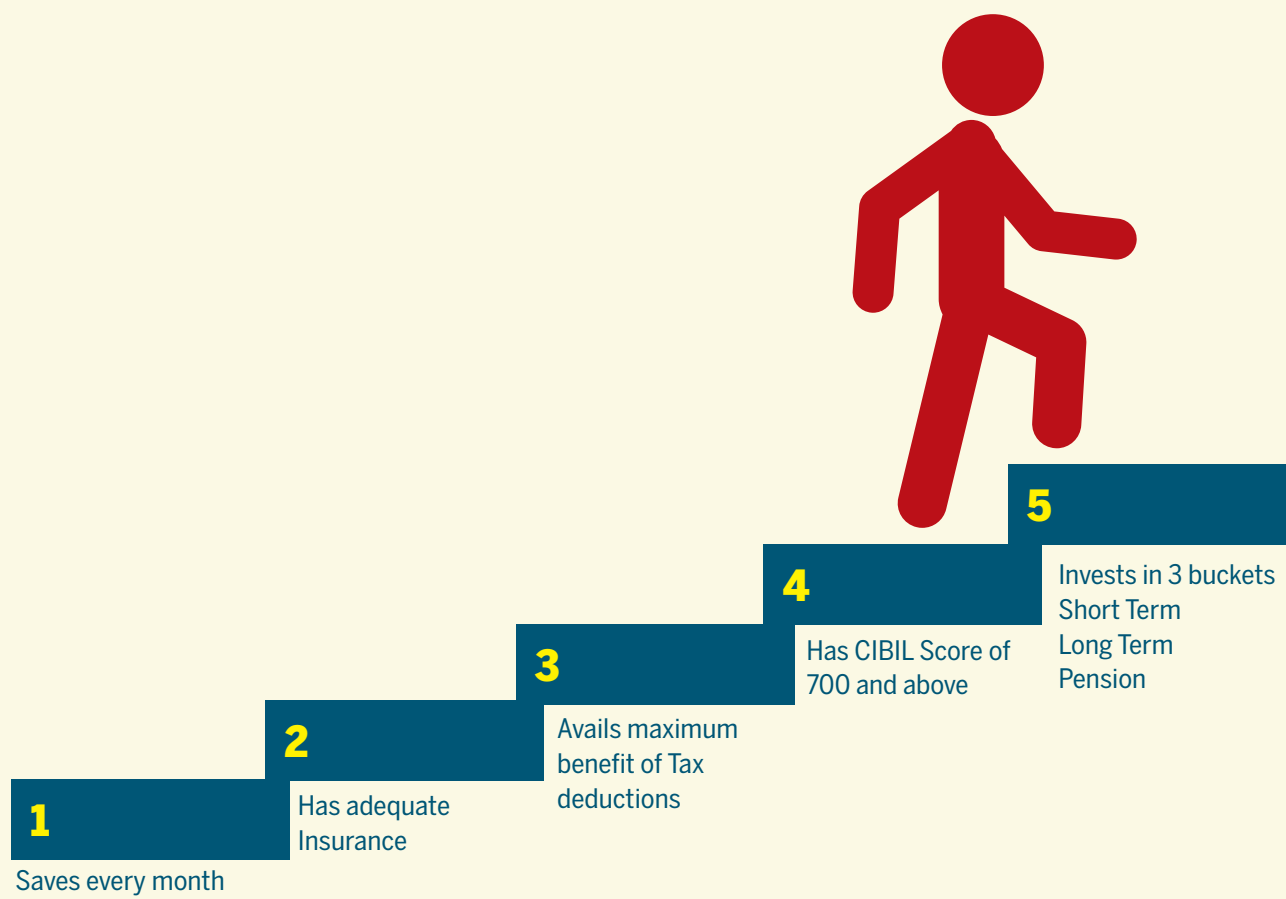 1
Saves every month
2
Has adequate
Insurance
3
Avails maximum
benefit of Tax
deductions
4
Has CIBIL Score of
700 and above
5
Invests in 3 buckets
Short Term
Long Term
Pension